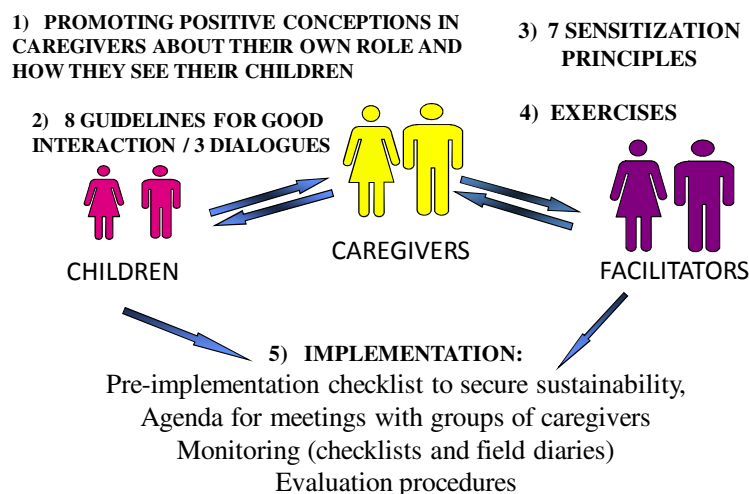 1) PROMOTING POSITIVE CONCEPTIONS IN
CAREGIVERS ABOUT THEIR OWN ROLE AND
HOW THEY SEE THEIR CHILDREN
2) 8 GUIDELINES FOR GOOD
INTERACTION / 3 DIALOGUES
3) 7 SENSITIZATION
PRINCIPLES
4) EXERCISES
CHILDREN
CAREGIVERS
FACILITATORS
5) IMPLEMENTATION:
Pre-implementation checklist to secure sustainability,
Agenda for meetings with groups of caregivers
Monitoring (checklists and field diaries)
Evaluation procedures